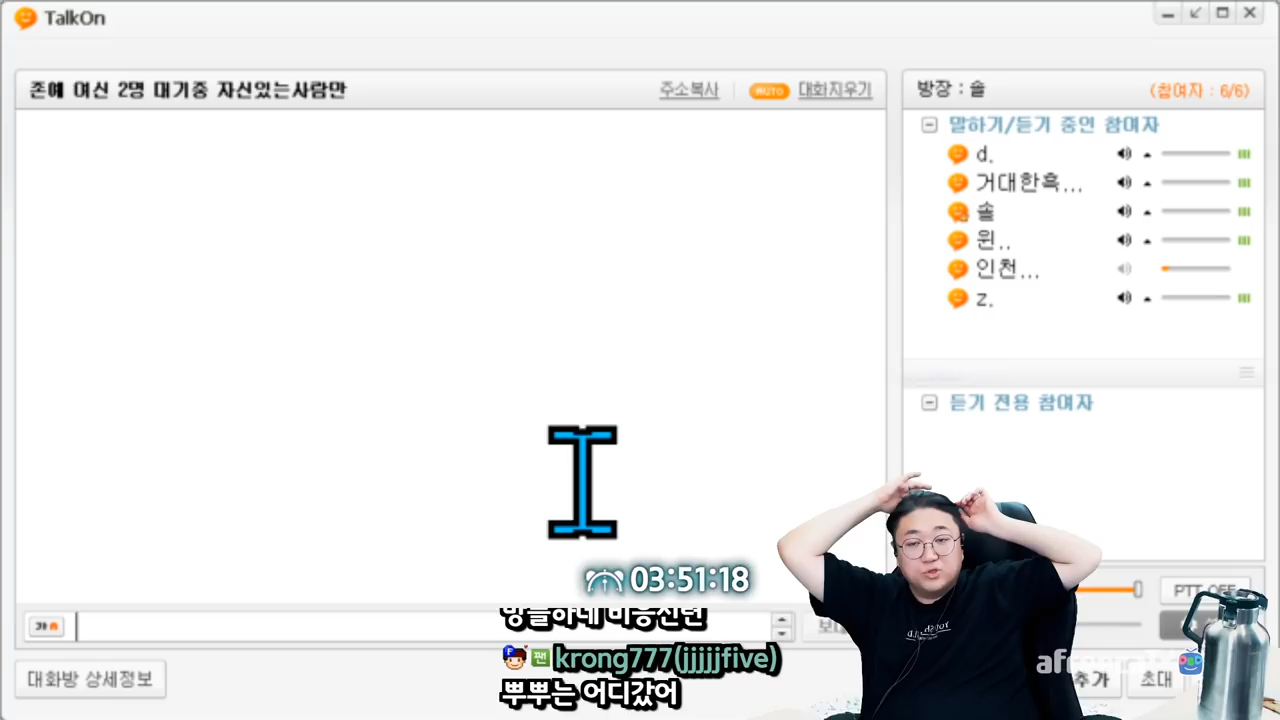 TalkOn
존예 여신 2명 대기중 자신있는사람만
주소복사
AUTO
대화지우기
방장 : 솔
(참여자 : 6/6)
말하기/듣기 중인 참여자
d.
거대한흑...
솔
윈..
인천...
z.
듣기 전용 참여자
03:51:18
PTT OFF
가
krong777(jjjjjfive)
뿌뿌는 어디갔어
대화방 상세정보
추가
초대